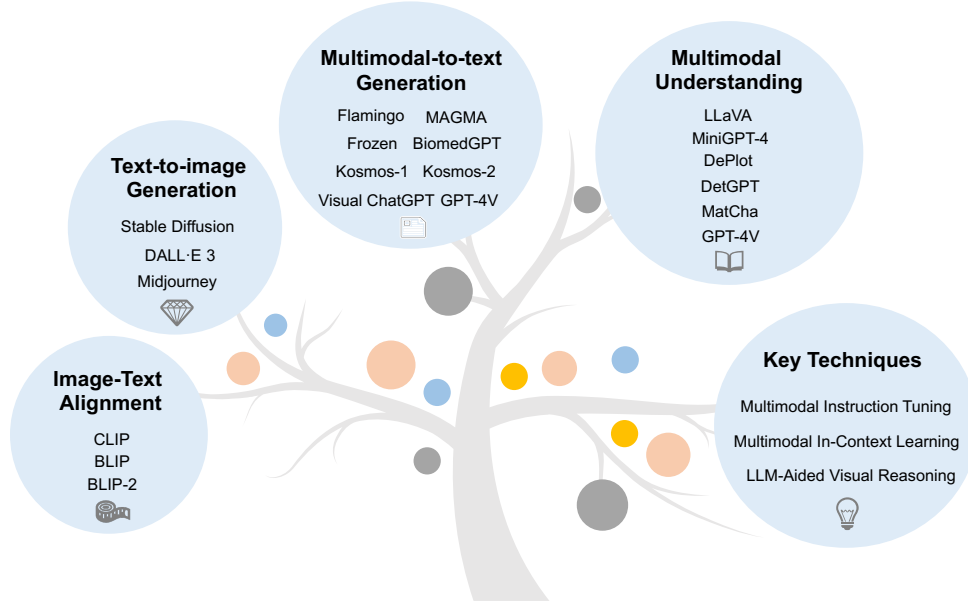 Multimodal-to-text
Generation
Flamingo MAGMA
Frozen BiomedGPT
Kosmos-1 Kosmos-2
Visual ChatGPT GPT-4V
Multimodal
Understanding
LLaVA
MiniGPT-4
DePlot
DetGPT
MatCha
GPT-4V
Text-to-image
Generation
Stable Diffusion
DALL·E 3
Midjourney
Image-Text
Alignment
CLIP
BLIP
BLIP-2
Key Techniques
Multimodal Instruction Tuning
Multimodal In-Context Learning
LLM-Aided Visual Reasoning